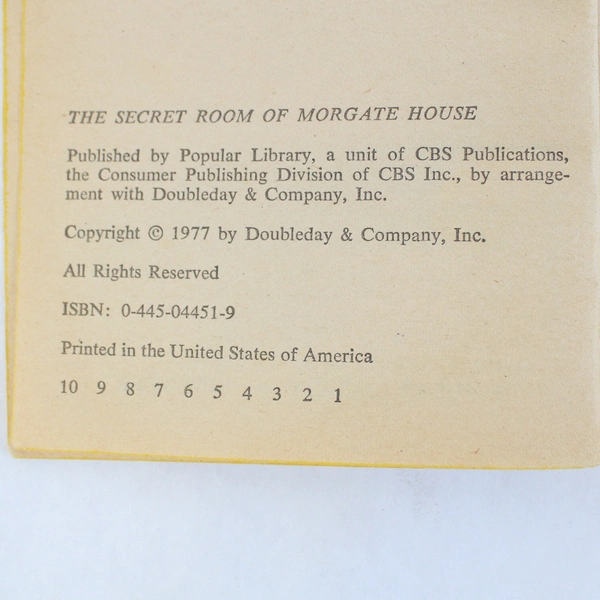 THE SECRET ROOM OF MORGATE HOUSE
Published by Popular Library, a unit of CBS Publications,
the Consumer Publishing Division of CBS Inc., by arrange-
ment with Doubleday & Company, Inc.
Copyright © 1977 by Doubleday & Company, Inc.
All Rights Reserved
ISBN: 0-445-04451-9
Printed in the United States of America
10 9 8 7 6 5 4 3 2 1